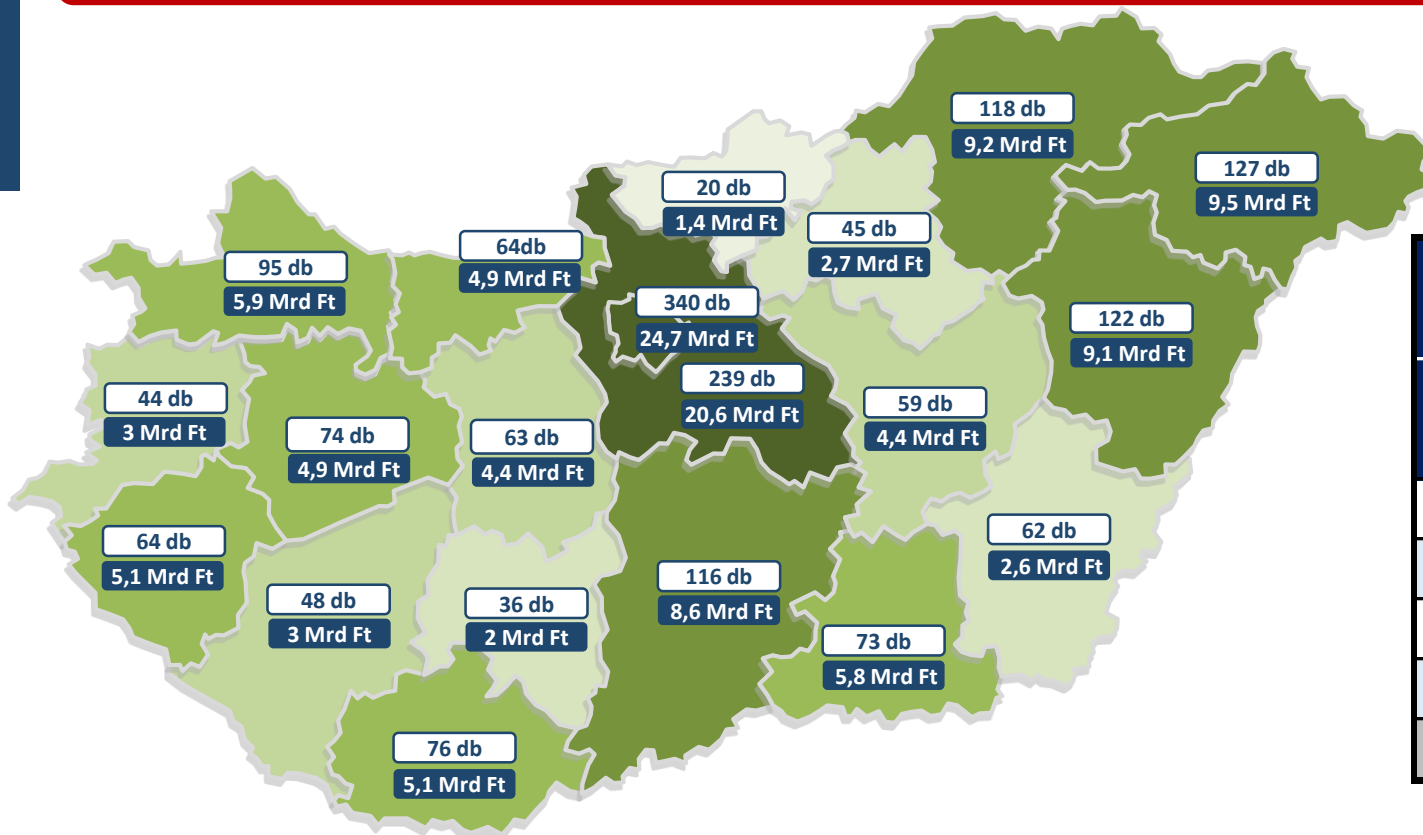 118 db
9,2 Mrd Ft
127 db
9,5 Mrd Ft
20 db
1,4 Mrd Ft
45 db
2,7 Mrd Ft
64db
4,9 Mrd Ft
95 db
5,9 Mrd Ft
340 db
24,7 Mrd Ft
122 db
9,1 Mrd Ft
239 db
20,6 Mrd Ft
44 db
3 Mrd Ft
59 db
4,4 Mrd Ft
74 db
4,9 Mrd Ft
63 db
4,4 Mrd Ft
62 db
2,6 Mrd Ft
64 db
5,1 Mrd Ft
116 db
8,6 Mrd Ft
48 db
3 Mrd Ft
36 db
2 Mrd Ft
73 db
5,8 Mrd Ft
76 db
5,1 Mrd Ft